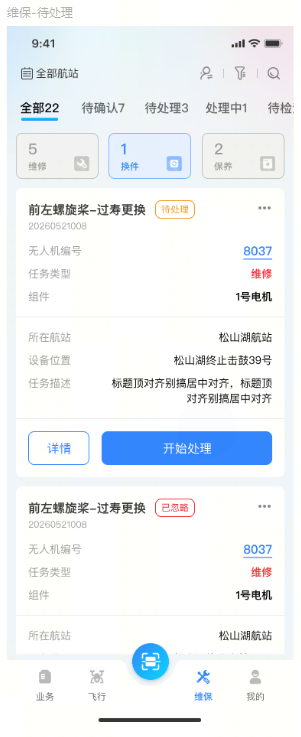 维保-待处理
9:41
全部航站
全部22 待确认7 待处理3 处理中1 待检
5 1 2
维修 换件 保养
前左螺旋桨-过寿更换 待处理
20260521008
无人机编号 8037
任务类型 维修
组件 1号电机
所在航站 松山湖航站
设备位置 松山湖终止击鼓39号
任务描述 标题顶对齐别搞居中对齐，标题顶
对齐别搞居中对齐
详情 开始处理
前左螺旋桨-过寿更换 已忽略
20260521008
无人机编号 8037
任务类型 维修
组件 1号电机
所在航站 松山湖航站
业务 飞行 维保 我的